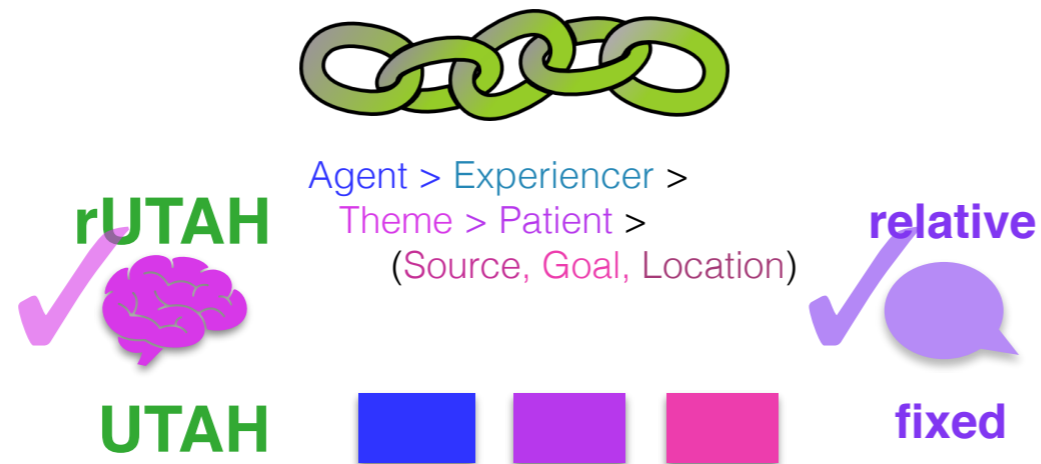 Agent > Experiencer >
rUTAH
Theme > Patient >
relative
(Source, Goal, Location)
UTAH
fixed